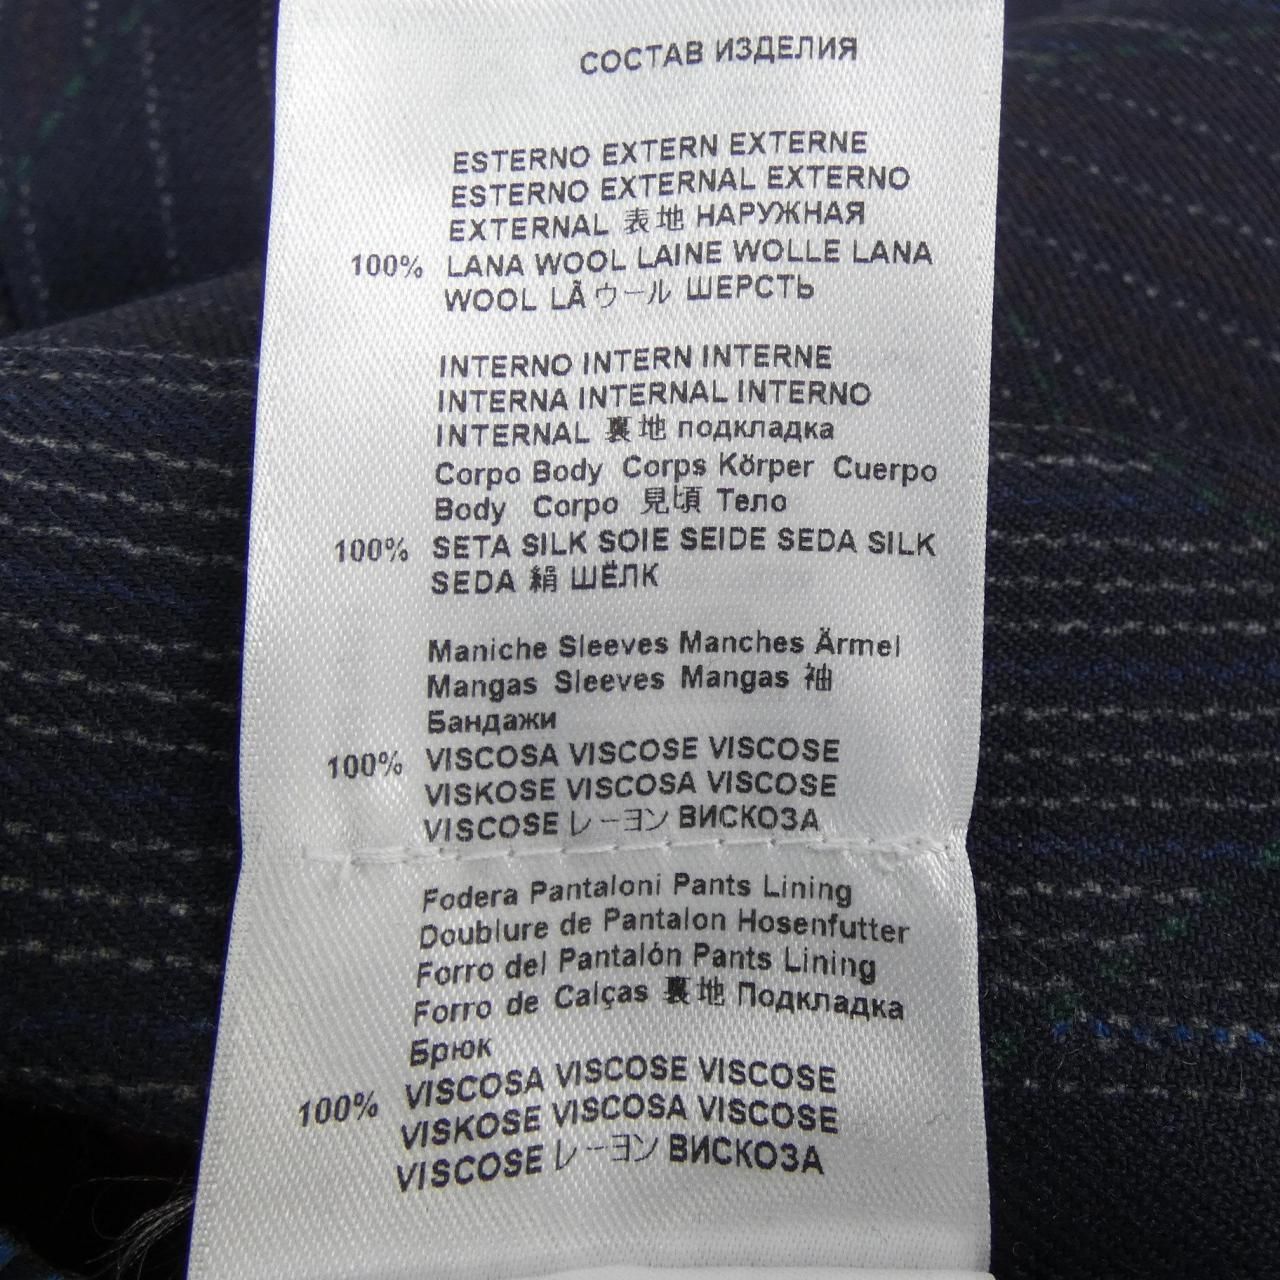 СОСТАВ ИЗДЕЛИЯ
ESTERNO EXTERN EXTERNE
ESTERNO EXTERNAL EXTERNO
EXTERNAL 表地 НАРУЖНАЯ
100% LANA WOOL LAINE WOLLE LANA
WOOL LÃ ウール ШЕРСТЬ
INTERNO INTERN INTERNE
INTERNA INTERNAL INTERNO
INTERNAL 裏地 подкладка
Corpo Body Corps Körper Cuerpo
Body Corpo 見頃 Тело
100% SETA SILK SOIE SEIDE SEDA SILK
SEDA 絹 ШЁЛК
Maniche Sleeves Manches Ärmel
Mangas Sleeves Mangas 袖
Бандажи
100% VISCOSA VISCOSE VISCOSE
VISKOSE VISCOSA VISCOSE
VISCOSE レーヨン ВИСКОЗА
Fodera Pantaloni Pants Lining
Doublure de Pantalon Hosenfutter
Forro del Pantalón Pants Lining
Forro de Calças 裏地 Подкладка
Брюк
100% VISCOSA VISCOSE VISCOSE
VISKOSE VISCOSA VISCOSE
VISCOSE レーヨン ВИСКОЗА